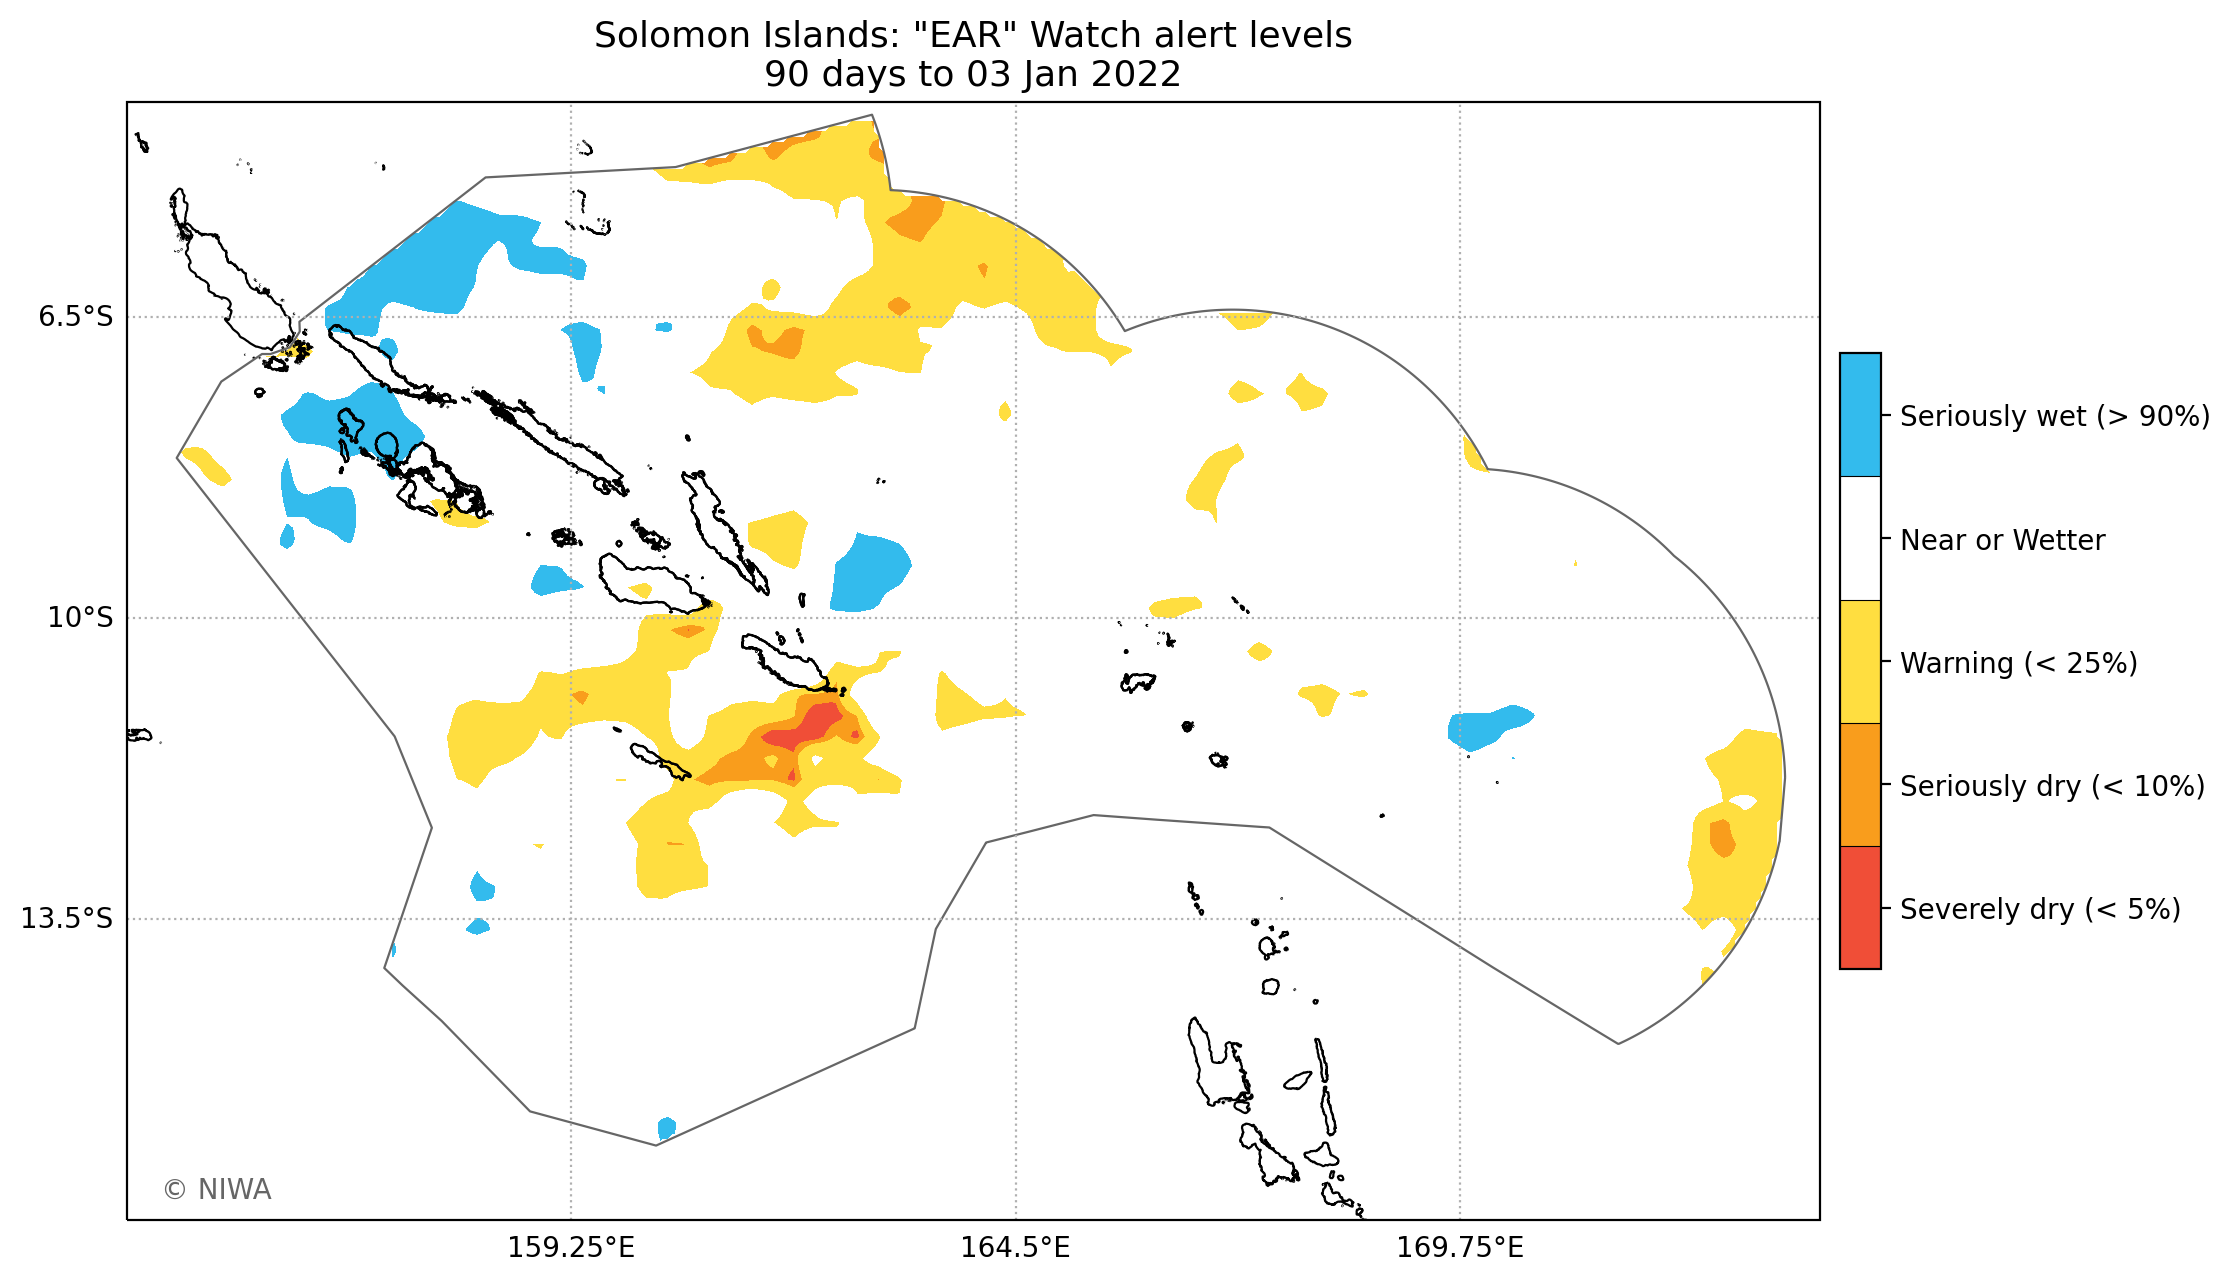 Solomon Islands: "EAR" Watch alert levels
90 days to 03 Jan 2022
6.5°S
10°S
13.5°S
159.25°E
164.5°E
169.75°E
Seriously wet (> 90%)
Near or Wetter
Warning (< 25%)
Seriously dry (< 10%)
Severely dry (< 5%)
© NIWA